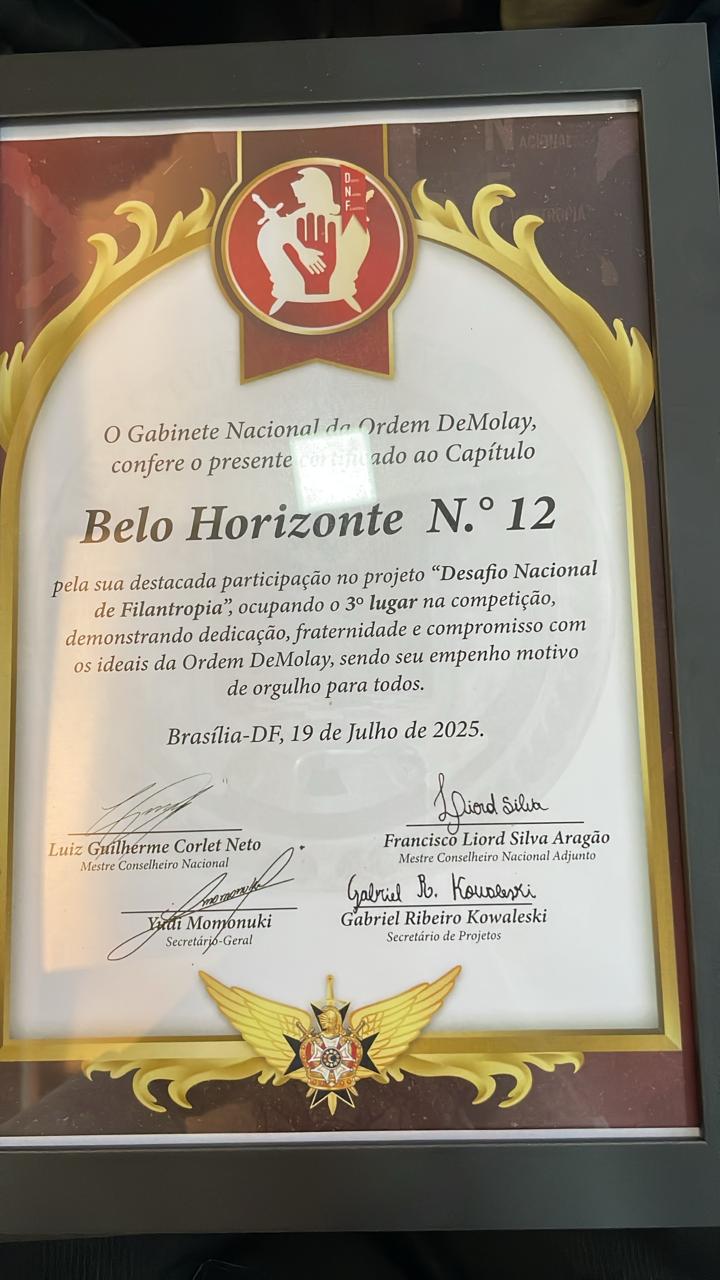 D
N
F
NACIONAL
O Gabinete Nacional da Ordem DeMolay,
confere o presente certificado ao Capítulo
Belo Horizonte N.° 12
pela sua destacada participação no projeto “Desafio Nacional
de Filantropia”, ocupando o 3º lugar na competição,
demonstrando dedicação, fraternidade e compromisso com
os ideais da Ordem DeMolay, sendo seu empenho motivo
de orgulho para todos.
Brasília-DF, 19 de Julho de 2025.
Liord Silva
Luiz Guilherme Corlet Neto
Mestre Conselheiro Nacional
Francisco Liord Silva Aragão
Mestre Conselheiro Nacional Adjunto
Gabriel R. Kowaleski
Yudi Momonuki
Secretário-Geral
Gabriel Ribeiro Kowaleski
Secretário de Projetos